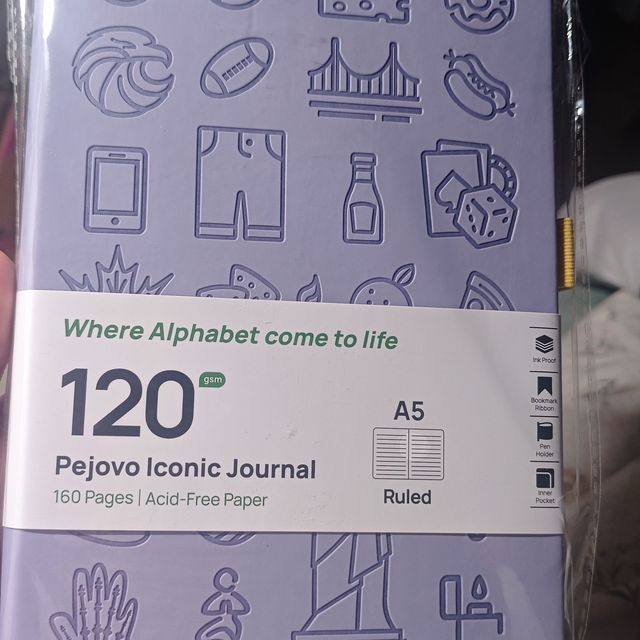 Where Alphabet come to life
120 gsm
Pejovo Iconic Journal
160 Pages | Acid-Free Paper
A5
Ruled
Ink Proof
Bookmark
Ribbon
Pen
Holder
Inner
Pocket